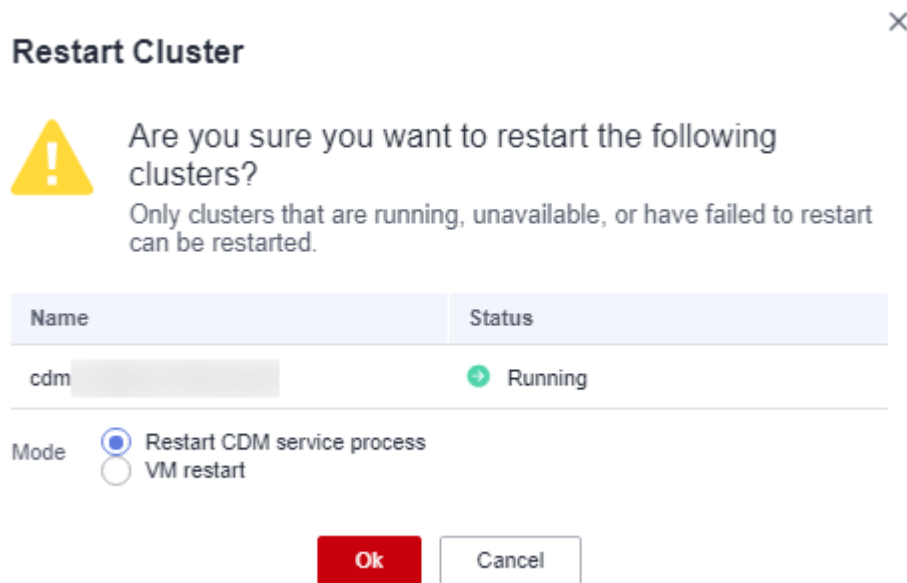 Restart Cluster
Are you sure you want to restart the following
clusters?
Only clusters that are running, unavailable, or have failed to restart
can be restarted.
Name Status
cdm Running
Mode Restart CDM service process
VM restart
Ok Cancel